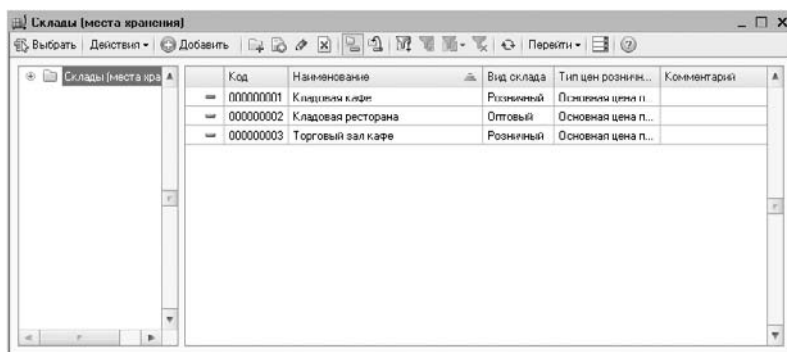 Склады (места хранения)
Выбрать Действия Добавить Перейти
Склады (места хра
Код Наименование Вид склада Тип цен рознич... Комментарий
000000001 Кладовая кафе Розничный Основная цена п...
000000002 Кладовая ресторана Оптовый Основная цена п...
000000003 Торговый зал кафе Розничный Основная цена п...